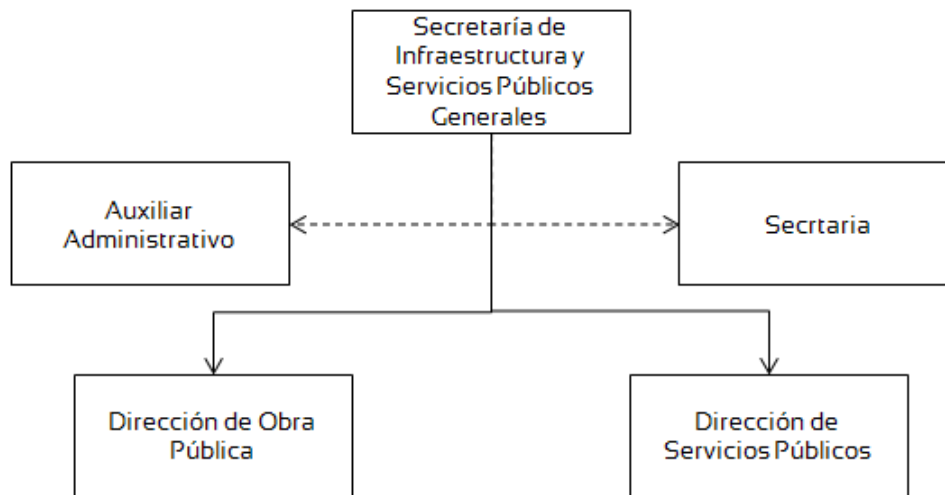 Secretaría de
Infraestructura y
Servicios Públicos
Generales
Auxiliar
Administrativo
Secrtaria
Dirección de Obra
Pública
Dirección de
Servicios Públicos